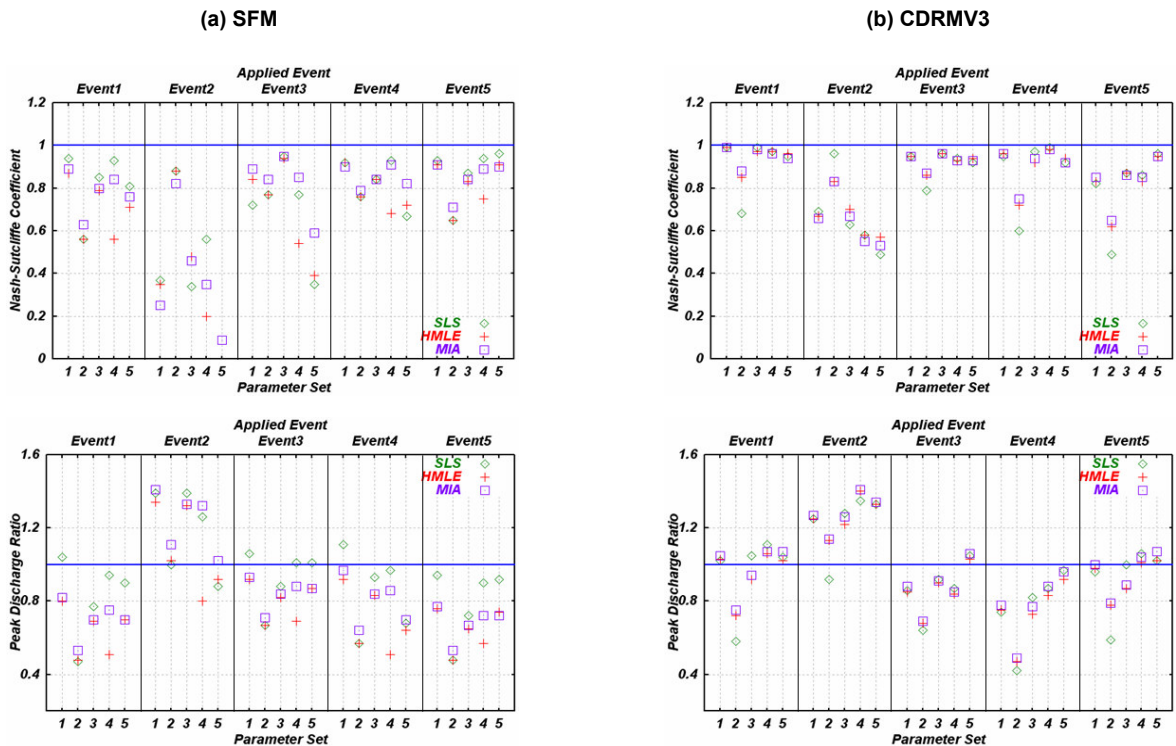 (a) SFM
(b) CDRMV3
Applied Event
Event1 Event2 Event3 Event4 Event5
Nash-Sutcliffe Coefficient
1.2
1
0.8
0.6
0.4
0.2
0
SLS
HMLE
MIA
1 2 3 4 5 1 2 3 4 5 1 2 3 4 5 1 2 3 4 5 1 2 3 4 5
Parameter Set
Applied Event
Event1 Event2 Event3 Event4 Event5
Nash-Sutcliffe Coefficient
1.2
1
0.8
0.6
0.4
0.2
0
SLS
HMLE
MIA
1 2 3 4 5 1 2 3 4 5 1 2 3 4 5 1 2 3 4 5 1 2 3 4 5
Parameter Set
Applied Event
Event1 Event2 Event3 Event4 Event5
Peak Discharge Ratio
1.6
1.2
0.8
0.4
SLS
HMLE
MIA
1 2 3 4 5 1 2 3 4 5 1 2 3 4 5 1 2 3 4 5 1 2 3 4 5
Parameter Set
Applied Event
Event1 Event2 Event3 Event4 Event5
Peak Discharge Ratio
1.6
1.2
0.8
0.4
SLS
HMLE
MIA
1 2 3 4 5 1 2 3 4 5 1 2 3 4 5 1 2 3 4 5 1 2 3 4 5
Parameter Set